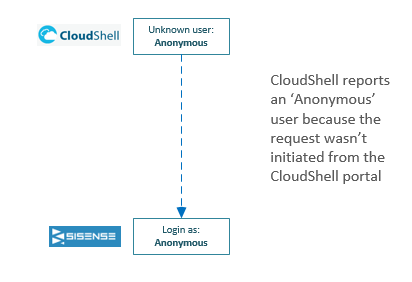 CloudShell
Unknown user:
Anonymous
CloudShell reports
an ‘Anonymous’
user because the
request wasn’t
initiated from the
CloudShell portal
SISENSE
Login as:
Anonymous